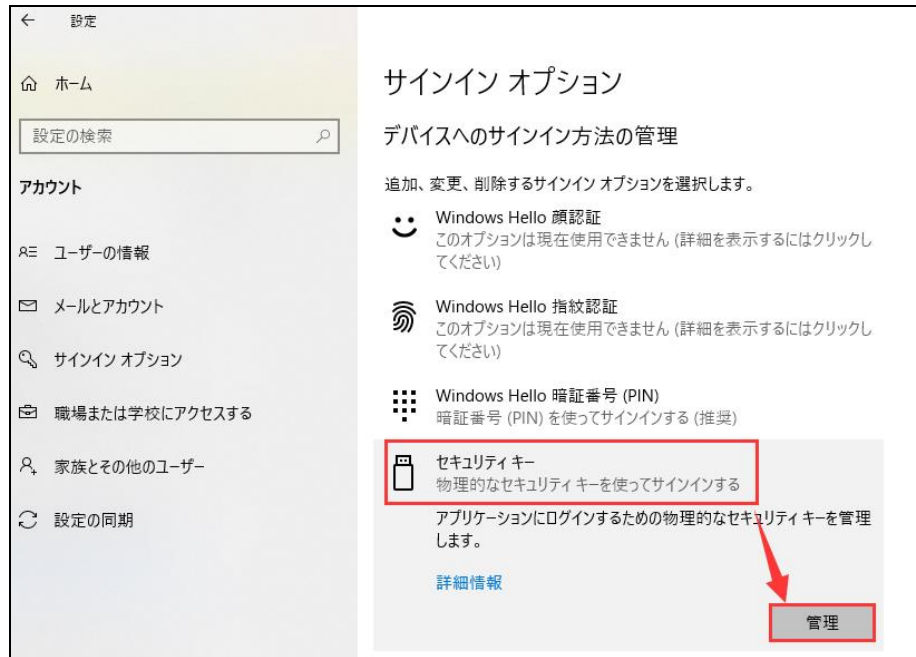 設定
ホーム
設定の検索
アカウント
ユーザーの情報
メールとアカウント
サインイン オプション
職場または学校にアクセスする
家族とその他のユーザー
設定の同期
サインイン オプション
デバイスへのサインイン方法の管理
追加、変更、削除するサインイン オプションを選択します。
Windows Hello 顔認証
このオプションは現在使用できません (詳細を表示するにはクリックし
てください)
Windows Hello 指紋認証
このオプションは現在使用できません (詳細を表示するにはクリックし
てください)
Windows Hello 暗証番号 (PIN)
暗証番号 (PIN) を使ってサインインする (推奨)
セキュリティ キー
物理的なセキュリティ キーを使ってサインインする
アプリケーションにログインするための物理的なセキュリティ キーを管理
します。
詳細情報
管理